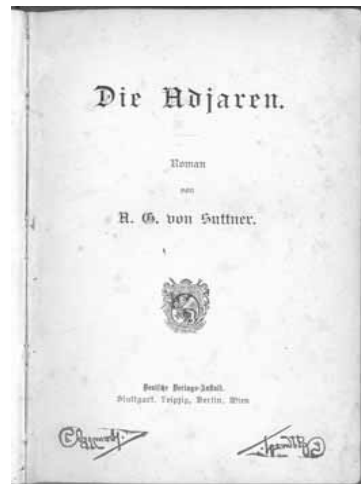 Die Adjaren.
Roman
von
A. G. von Suttner.
Deutsche Verlags-Anstalt.
Stuttgart, Leipzig, Berlin, Wien